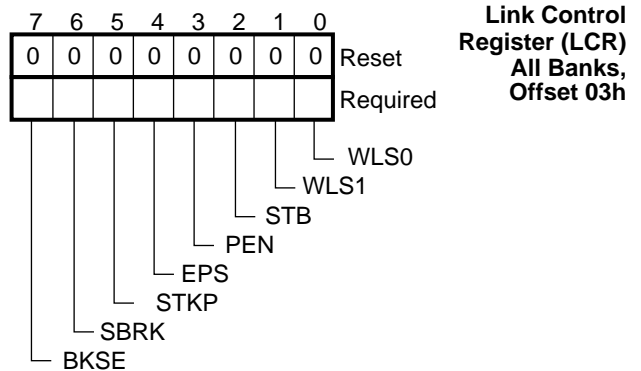 7 6 5 4 3 2 1 0
0 0 0 0 0 0 0 0 Reset
Required
Link Control
Register (LCR)
All Banks,
Offset 03h
WLS0
WLS1
STB
PEN
EPS
STKP
SBRK
BKSE